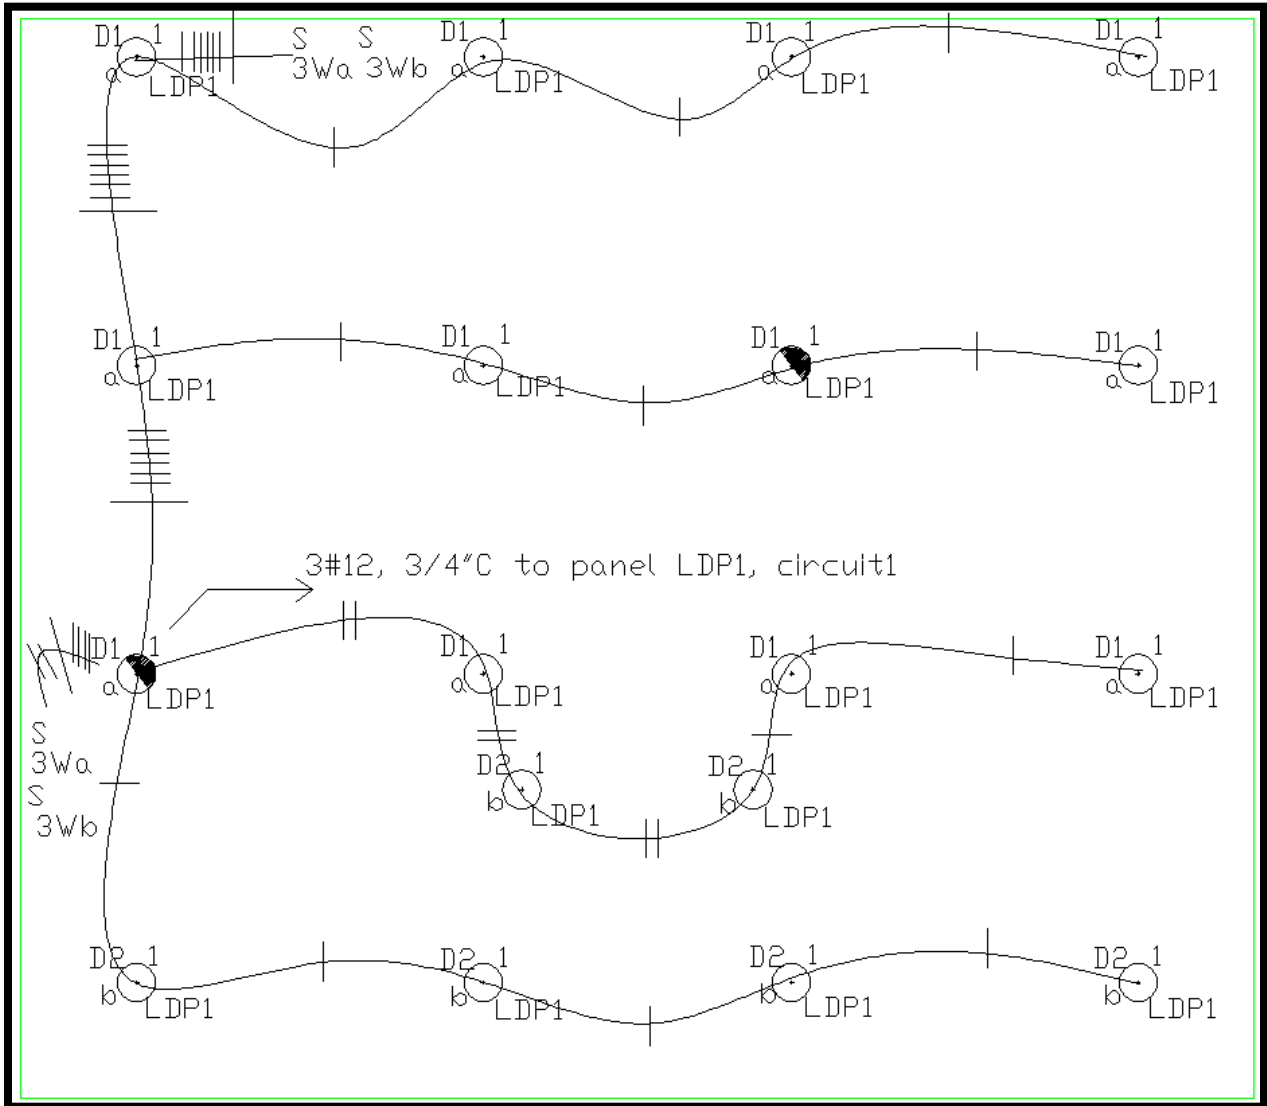 D1 1 S S D1 1 D1 1 D1 1
a 3Wa 3Wb a a a
LDP1 LDP1 LDP1 LDP1
D1 1 D1 1 D1 1 D1 1
a a a a
LDP1 LDP1 LDP1 LDP1
3#12, 3/4"C to panel LDP1, circuit1
D1 1 D1 1 D1 1 D1 1
a a a a
LDP1 LDP1 LDP1 LDP1
S
3Wa
S
3Wb
D2 1 D2 1
b b
LDP1 LDP1
D2 1 D2 1 D2 1 D2 1
b b b b
LDP1 LDP1 LDP1 LDP1